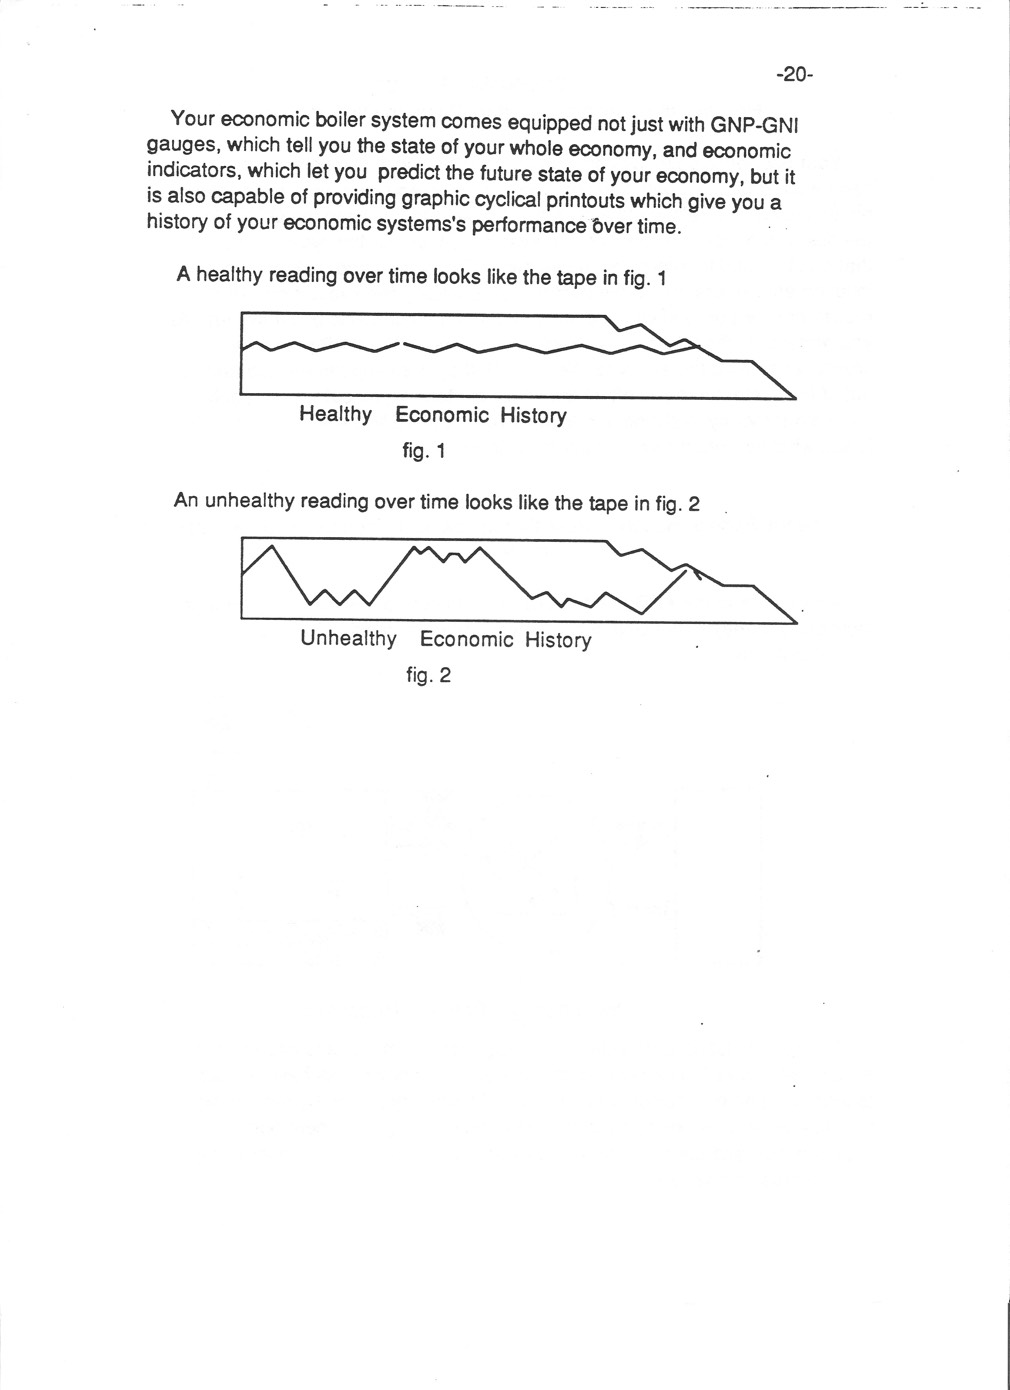 -20-
Your economic boiler system comes equipped not just with GNP-GNI
gauges, which tell you the state of your whole economy, and economic
indicators, which let you predict the future state of your economy, but it
is also capable of providing graphic cyclical printouts which give you a
history of your economic systems's performance over time.
A healthy reading over time looks like the tape in fig. 1
Healthy Economic History
fig. 1
An unhealthy reading over time looks like the tape in fig. 2
Unhealthy Economic History
fig. 2